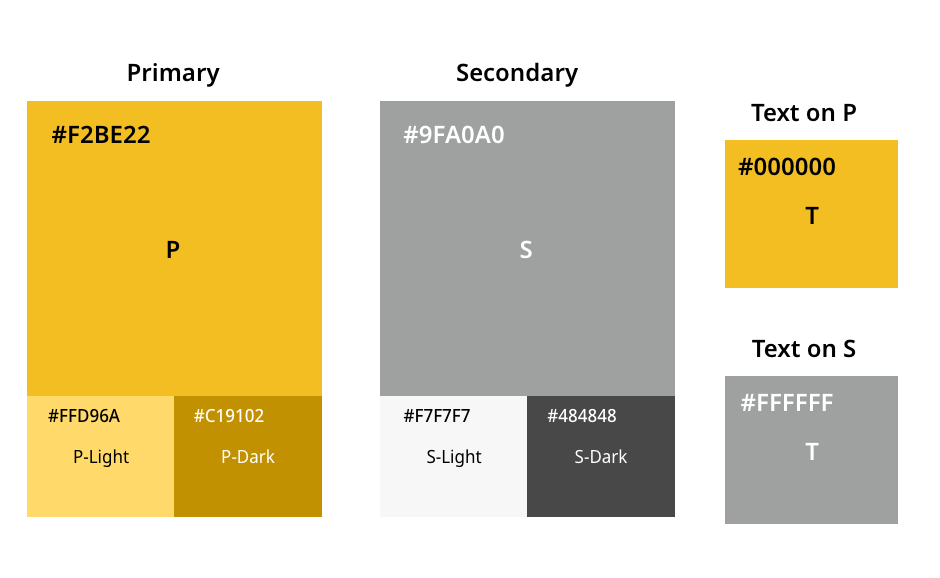 Primary
#F2BE22
P
#FFD96A
P-Light
#C19102
P-Dark
Secondary
#9FA0A0
S
#F7F7F7
S-Light
#484848
S-Dark
Text on P
#000000
T
Text on S
#FFFFFF
T